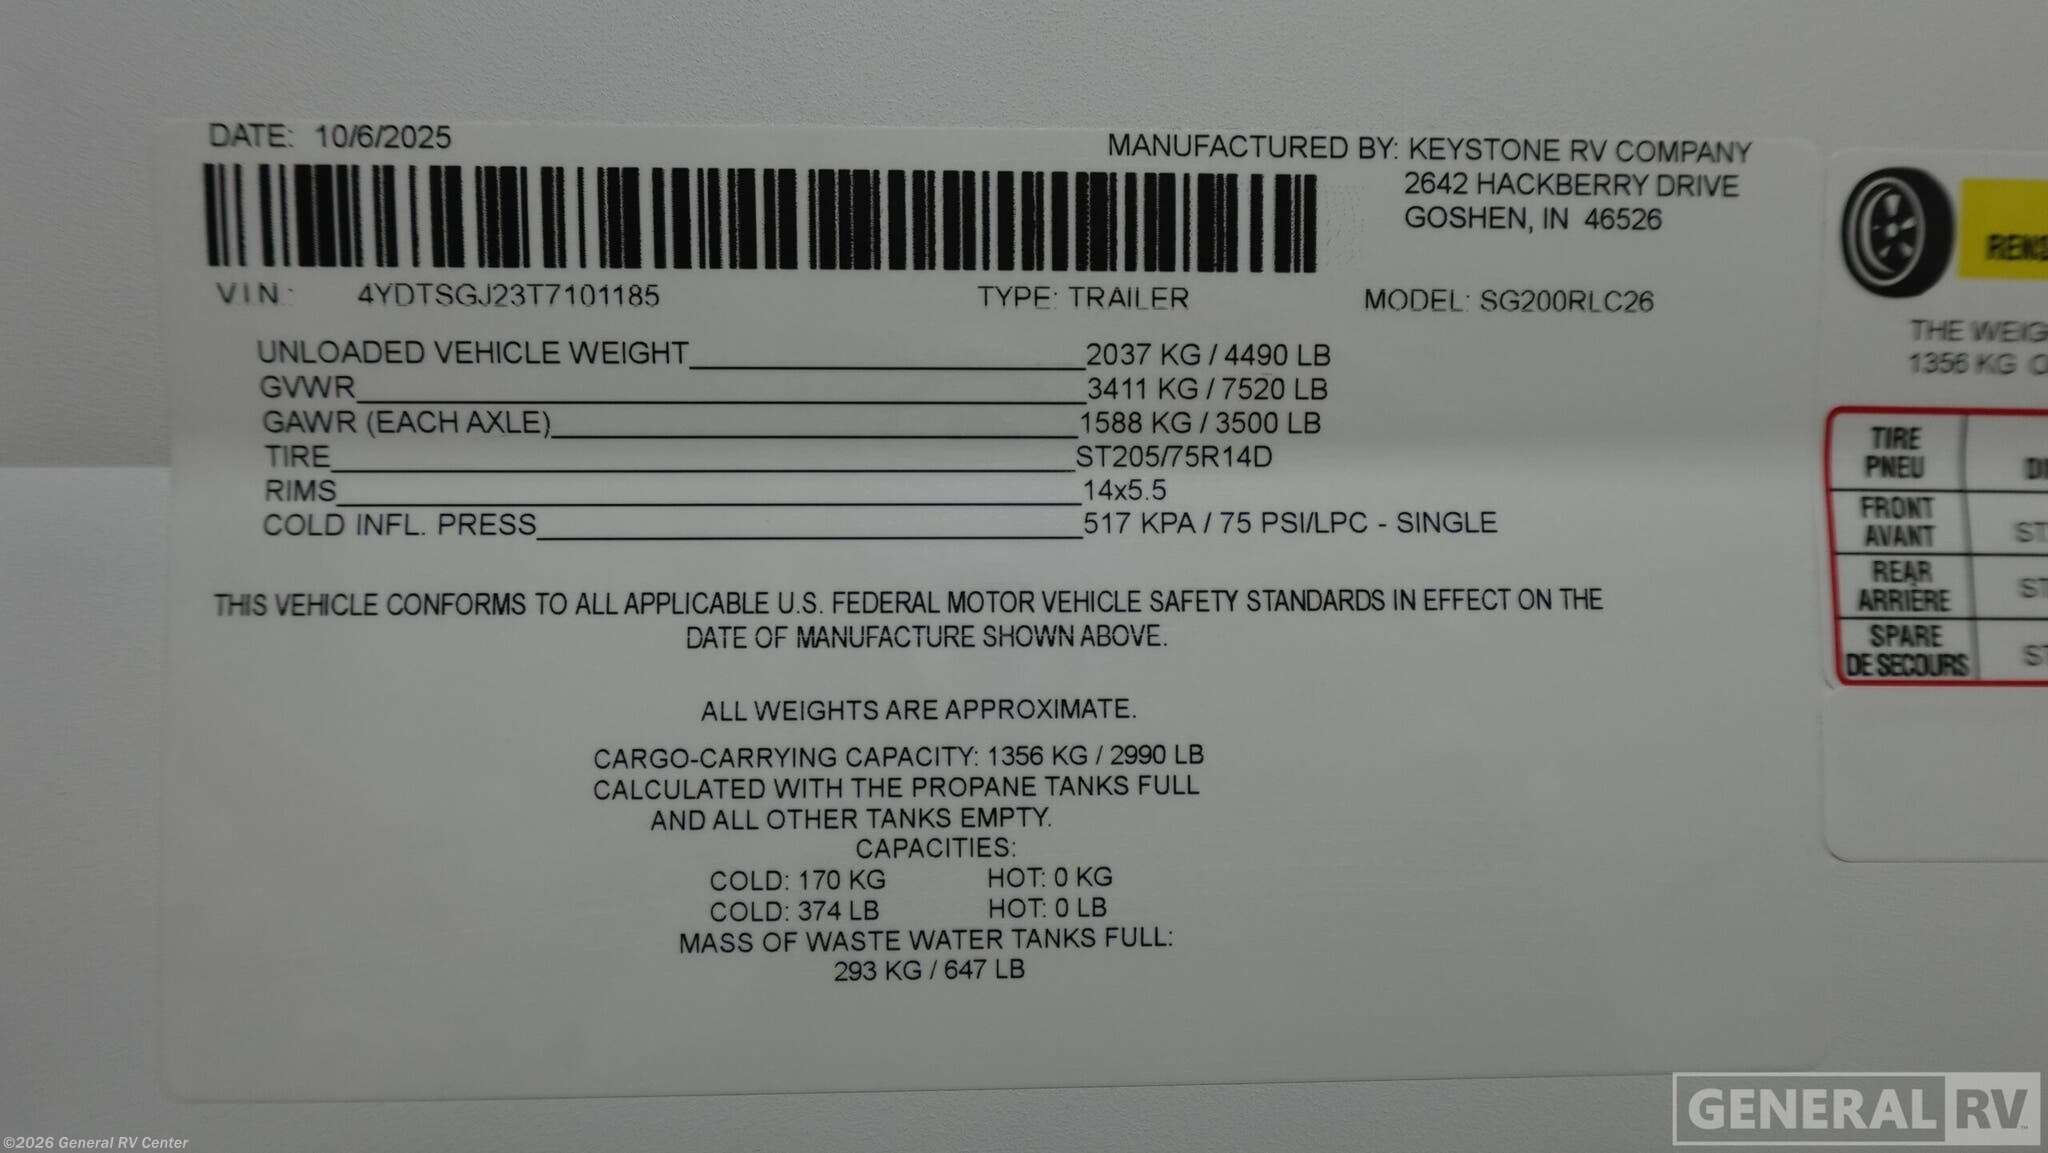 DATE: 10/6/2025
MANUFACTURED BY: KEYSTONE RV COMPANY
2642 HACKBERRY DRIVE
GOSHEN, IN 46526
V.I.N.: 4YDTSGJ23T7101185 TYPE: TRAILER MODEL: SG200RLC26
UNLOADED VEHICLE WEIGHT 2037 KG / 4490 LB
GVWR 3411 KG / 7520 LB
GAWR (EACH AXLE) 1588 KG / 3500 LB
TIRE ST205/75R14D
RIMS 14x5.5
COLD INFL. PRESS 517 KPA / 75 PSI/LPC - SINGLE
THIS VEHICLE CONFORMS TO ALL APPLICABLE U.S. FEDERAL MOTOR VEHICLE SAFETY STANDARDS IN EFFECT ON THE
DATE OF MANUFACTURE SHOWN ABOVE.
ALL WEIGHTS ARE APPROXIMATE.
CARGO-CARRYING CAPACITY: 1356 KG / 2990 LB
CALCULATED WITH THE PROPANE TANKS FULL
AND ALL OTHER TANKS EMPTY.
CAPACITIES:
COLD: 170 KG HOT: 0 KG
COLD: 374 LB HOT: 0 LB
MASS OF WASTE WATER TANKS FULL:
293 KG / 647 LB
THE
1356 KG
TIRE
PNEU
FRONT
AVANT
ST
REAR
ARRIÈRE
ST
SPARE
DE SECOURS
ST
GENERAL RV
©2026 General RV Center